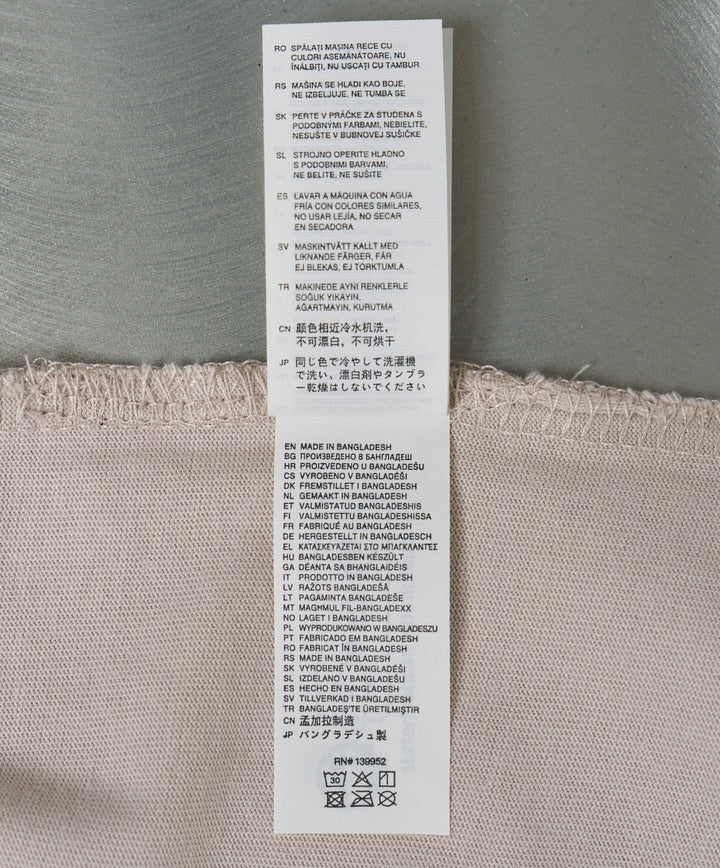 RO SPĂLAŢI MAŞINA RECE CU
CULORI ASEMĂNĂTOARE, NU
ÎNĂLBIŢI, NU USCAŢI CU TAMBUR
RS MAŠINA SE HLADI KAO BOJE,
NE IZBELJUJE, NE TUMBA SE
SK PERTE V PRÁČKE ZA STUDENA S
PODOBNÝMI FARBAMI, NEBIELITE,
NESUŠTE V BUBNOVEJ SUŠIČKE
SL STROJNO OPERITE HLADNO
S PODOBNIMI BARVAMI,
NE BELITE, NE SUŠITE
ES LAVAR A MÁQUINA CON AGUA
FRÍA CON COLORES SIMILARES,
NO USAR LEJÍA, NO SECAR
EN SECADORA
SV MASKINTVÄTT KALLT MED
LIKNANDE FÄRGER, FÅR
EJ BLEKAS, EJ TORKTUMLA
TR MAKINEDE AYNI RENKLERLE
SOĞUK YIKAYIN,
AĞARTMAYIN, KURUTMA
CN 颜色相近冷水机洗，
不可漂白，不可烘干
JP 同じ色で冷やして洗濯機
で洗い、漂白剤やタンブラ
ー乾燥はしないでください
EN MADE IN BANGLADESH
BG ПРОИЗВЕДЕНО В БАНГЛАДЕШ
HR PROIZVEDENO U BANGLADEŠU
CS VYROBENO V BANGLADÉŠI
DK FREMSTILLET I BANGLADESH
NL GEMAAKT IN BANGLADESH
ET VALMISTATUD BANGLADESHIS
FI VALMISTETTU BANGLADESHISSA
FR FABRIQUÉ AU BANGLADESH
DE HERGESTELLT IN BANGLADESCH
EL ΚΑΤΑΣΚΕΥΑΖΕΤΑΙ ΣΤΟ ΜΠΑΓΚΛΑΝΤΕΣ
HU BANGLADESBEN KÉSZÜLT
GA DÉANTA SA BHANGLAIDÉIS
IT PRODOTTO IN BANGLADESH
LV RAŽOTS BANGLADEŠĀ
LT PAGAMINTA BANGLADEŠE
MT MAGĦMUL FIL-BANGLADEXX
NO LAGET I BANGLADESH
PL WYPRODUKOWANO W BANGLADESZU
PT FABRICADO EM BANGLADESH
RO FABRICAT ÎN BANGLADESH
RS MADE IN BANGLADESH
SK VYROBENÉ V BANGLADÉŠI
SL IZDELANO V BANGLADEŠU
ES HECHO EN BANGLADESH
SV TILLVERKAD I BANGLADESH
TR BANGLADEŞ'TE ÜRETILMIŞTIR
CN 孟加拉制造
JP バングラデシュ製
RN# 139952
30